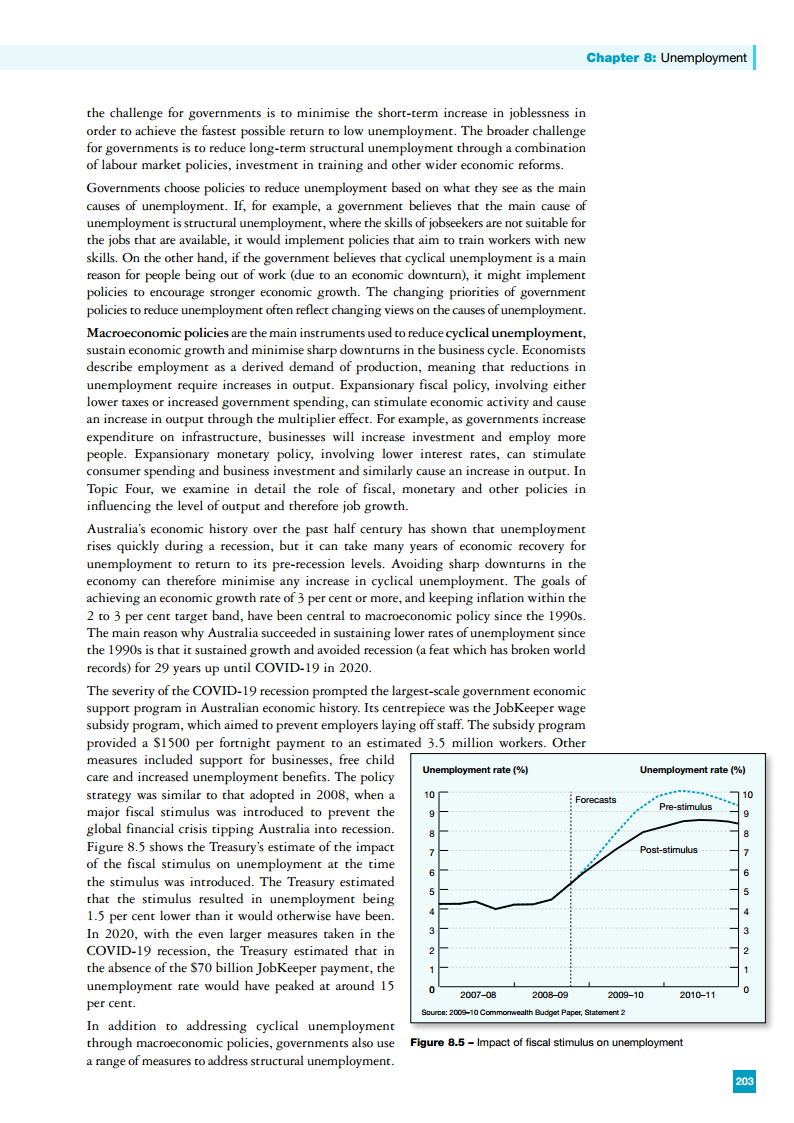 Chapter 8: Unemployment
the challenge for governments is to minimise the short-term increase in joblessness in
order to achieve the fastest possible return to low unemployment. The broader challenge
for governments is to reduce long-term structural unemployment through a combination
of labour market policies, investment in training and other wider economic reforms.
Governments choose policies to reduce unemployment based on what they see as the main
causes of unemployment. If, for example, a government believes that the main cause of
unemployment is structural unemployment, where the skills of jobseekers are not suitable for
the jobs that are available, it would implement policies that aim to train workers with new
skills. On the other hand, if the government believes that cyclical unemployment is a main
reason for people being out of work (due to an economic downturn), it might implement
policies to encourage stronger economic growth. The changing priorities of government
policies to reduce unemployment often reflect changing views on the causes of unemployment.
Macroeconomic policies are the main instruments used to reduce cyclical unemployment,
sustain economic growth and minimise sharp downturns in the business cycle. Economists
describe employment as a derived demand of production, meaning that reductions in
unemployment require increases in output. Expansionary fiscal policy, involving either
lower taxes or increased government spending, can stimulate economic activity and cause
an increase in output through the multiplier effect. For example, as governments increase
expenditure on infrastructure, businesses will increase investment and employ more
people. Expansionary monetary policy, involving lower interest rates, can stimulate
consumer spending and business investment and similarly cause an increase in output. In
Topic Four, we examine in detail the role of fiscal, monetary and other policies in
influencing the level of output and therefore job growth.
Australia's economic history over the past half century has shown that unemployment
rises quickly during a recession, but it can take many years of economic recovery for
unemployment to return to its pre-recession levels. Avoiding sharp downturns in the
economy can therefore minimise any increase in cyclical unemployment. The goals of
achieving an economic growth rate of 3 per cent or more, and keeping inflation within the
2 to 3 per cent target band, have been central to macroeconomic policy since the 1990s.
The main reason why Australia succeeded in sustaining lower rates of unemployment since
the 1990s is that it sustained growth and avoided recession (a feat which has broken world
records) for 29 years up until COVID-19 in 2020.
The severity of the COVID-19 recession prompted the largest-scale government economic
support program in Australian economic history. Its centrepiece was the JobKeeper wage
subsidy program, which aimed to prevent employers laying off staff. The subsidy program
provided a $1500 per fortnight payment to an estimated 3.5 million workers. Other
measures included support for businesses, free child
care and increased unemployment benefits. The policy
strategy was similar to that adopted in 2008, when a
major fiscal stimulus was introduced to prevent the
global financial crisis tipping Australia into recession.
Figure 8.5 shows the Treasury's estimate of the impact
of the fiscal stimulus on unemployment at the time
the stimulus was introduced. The Treasury estimated
that the stimulus resulted in unemployment being
1.5 per cent lower than it would otherwise have been.
In 2020, with the even larger measures taken in the
COVID-19 recession, the Treasury estimated that in
the absence of the $70 billion JobKeeper payment, the
unemployment rate would have peaked at around 15
per cent.
In addition to addressing cyclical unemployment
through macroeconomic policies, governments also use
a range of measures to address structural unemployment.
Unemployment rate (%) Unemployment rate (%)
10 Forecasts 10
9 Pre-stimulus 9
8 8
7 Post-stimulus 7
6 6
5 5
4 4
3 3
2 2
1 1
0 0
2007–08 2008–09 2009–10 2010–11
Source: 2009–10 Commonwealth Budget Paper, Statement 2
Figure 8.5 – Impact of fiscal stimulus on unemployment
203